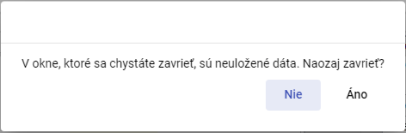 V okne, ktoré sa chystáte zavrieť, sú neuložené dáta. Naozaj zavrieť?
Nie Áno